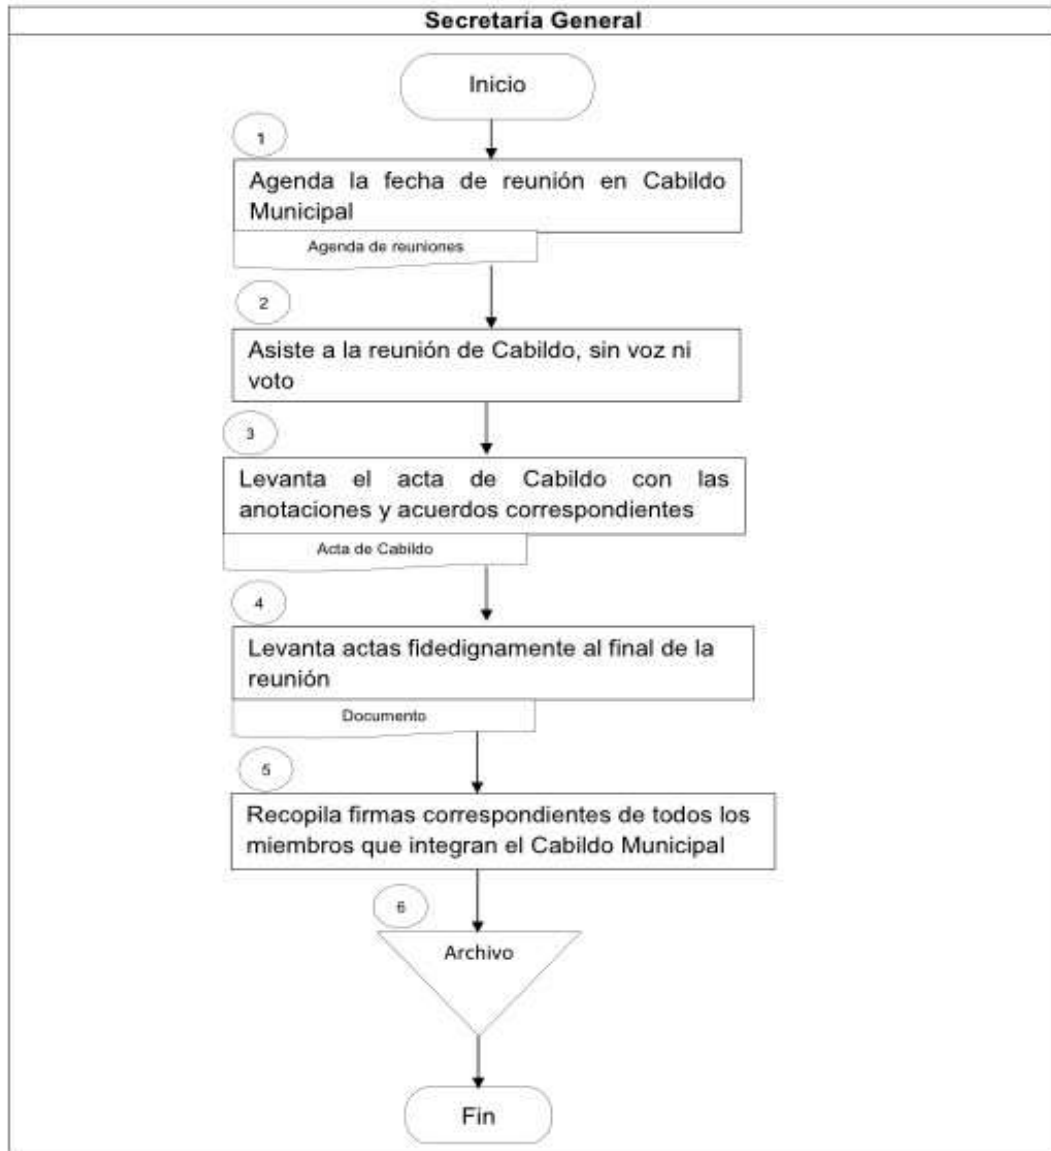 Secretaría General
Inicio
1
Agenda la fecha de reunión en Cabildo
Municipal
Agenda de reuniones
2
Asiste a la reunión de Cabildo, sin voz ni
voto
3
Levanta el acta de Cabildo con las
anotaciones y acuerdos correspondientes
Acta de Cabildo
4
Levanta actas fidedignamente al final de la
reunión
Documento
5
Recopila firmas correspondientes de todos los
miembros que integran el Cabildo Municipal
6
Archivo
Fin